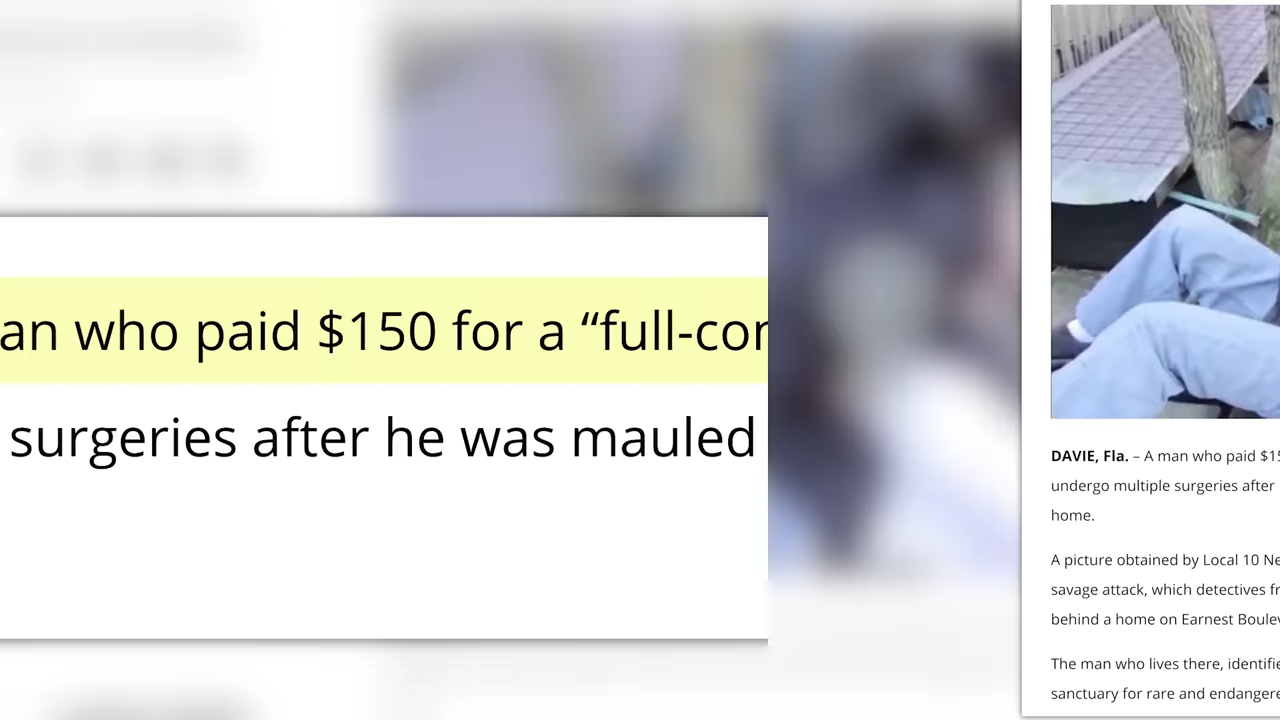 an who paid $150 for a “full-con
surgeries after he was mauled
DAVIE, Fla. – A man who paid $15
undergo multiple surgeries after
home.
A picture obtained by Local 10 Ne
savage attack, which detectives fr
behind a home on Earnest Boulev
The man who lives there, identifie
sanctuary for rare and endangere